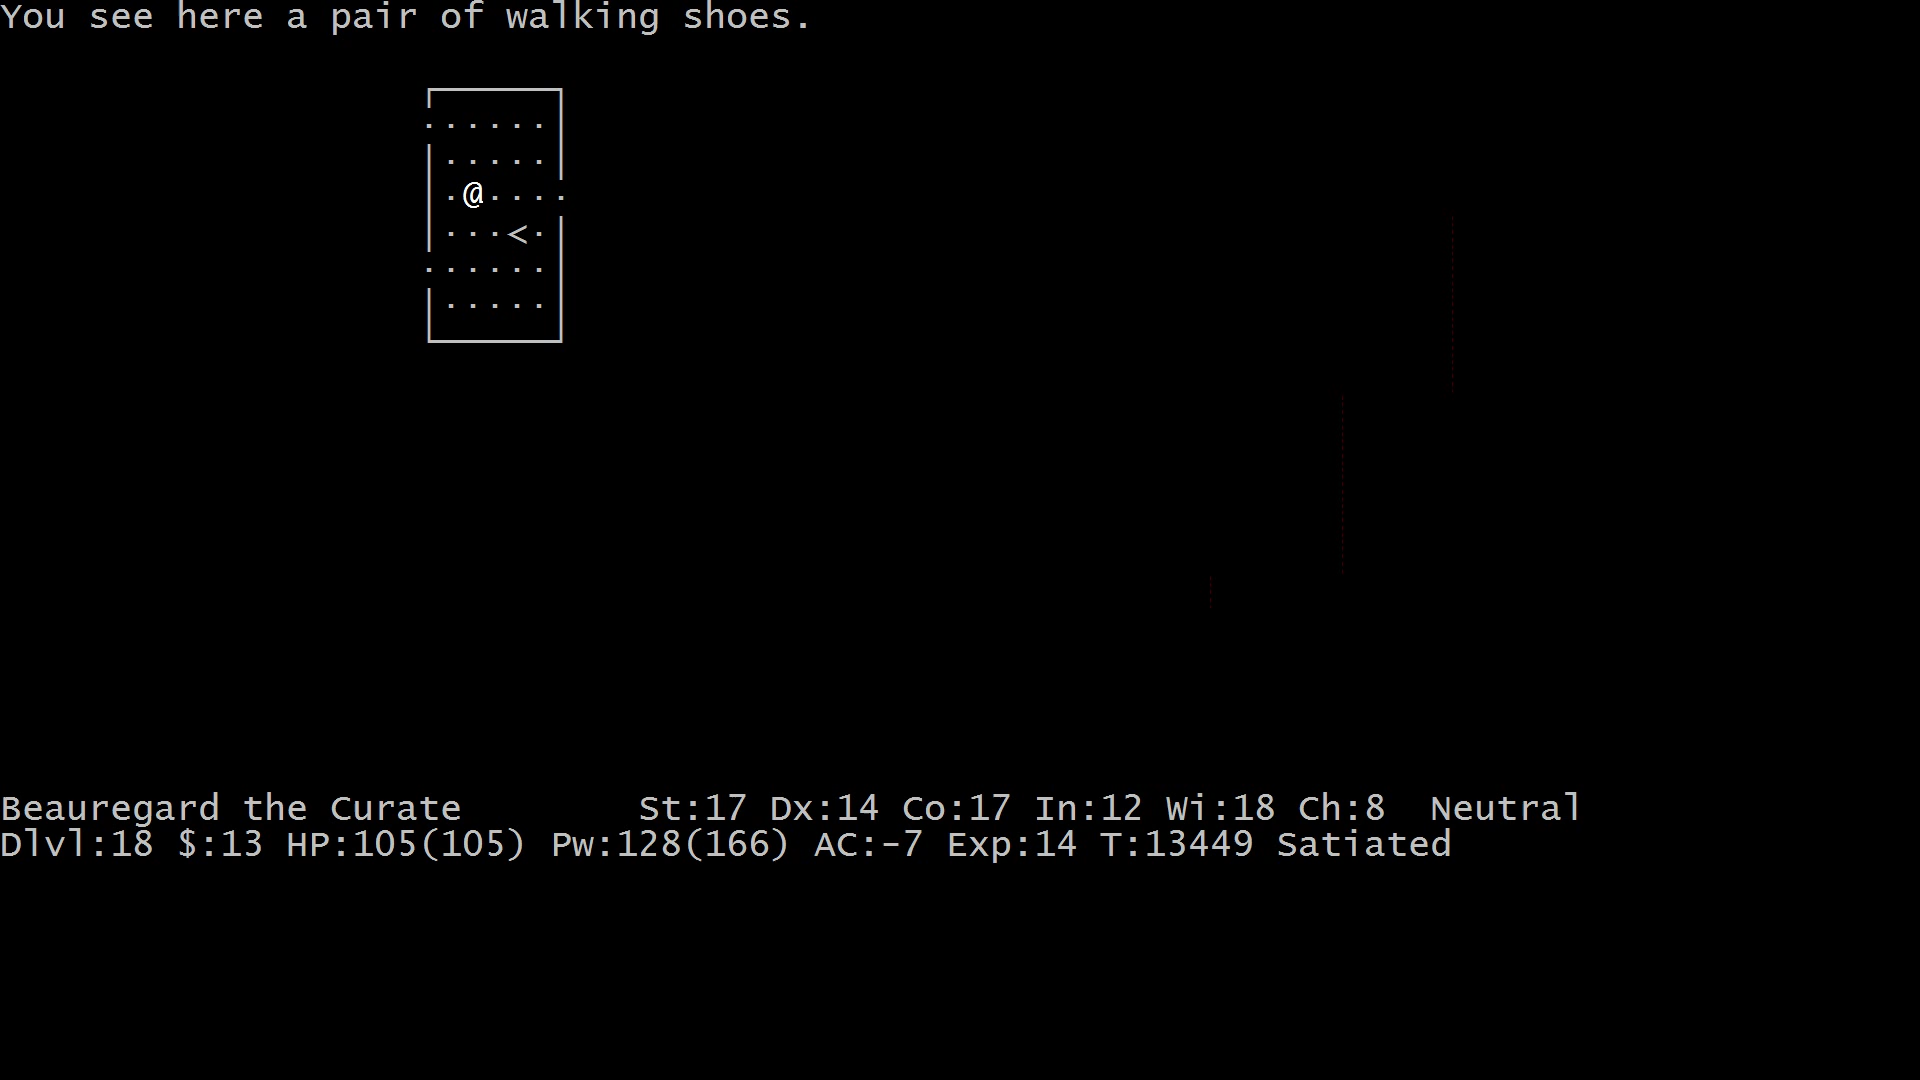 You see here a pair of walking shoes.
......
|.....|
|.@....
|...<.|
......
|.....|
Beauregard the Curate St:17 Dx:14 Co:17 In:12 Wi:18 Ch:8 Neutral
Dlvl:18 $:13 HP:105(105) Pw:128(166) AC:-7 Exp:14 T:13449 Satiated